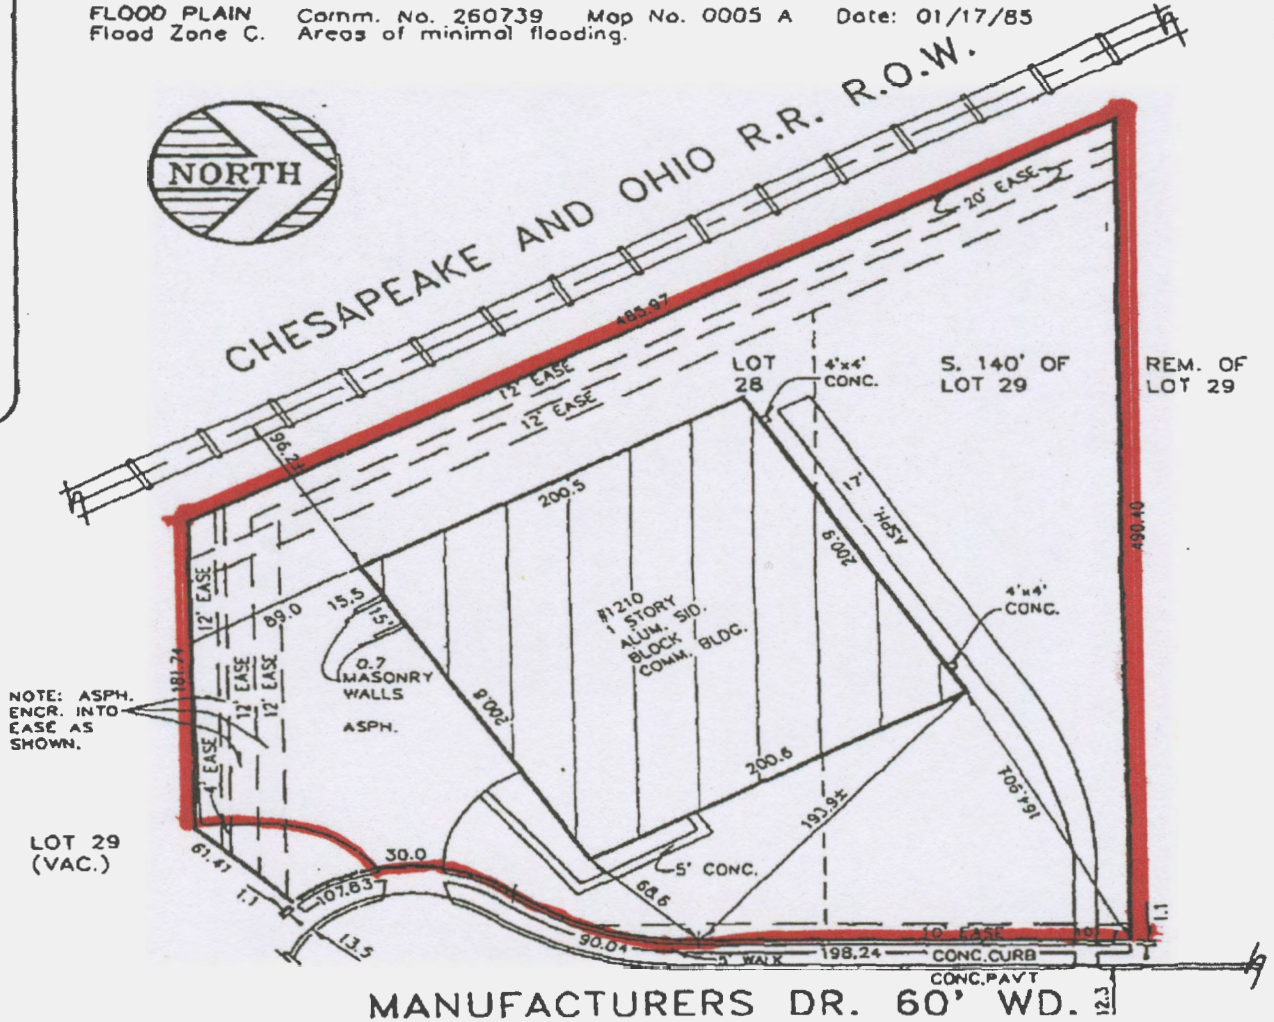 FLOOD PLAIN Comm. No. 260739 Map No. 0005 A Date: 01/17/85
Flood Zone C. Areas of minimal flooding.
NORTH
CHESAPEAKE AND OHIO R.R. R.O.W.
20' EASE
485.97
12' EASE
12' EASE
LOT
28
4'x4'
CONC.
S. 140' OF
LOT 29
REM. OF
LOT 29
96.2±
200.5
17'
ASPH.
200.9
490.40
12' EASE
89.0
15.5
15'
#1210
1 STORY
ALUM. SID.
BLOCK
COMM. BLDG.
4'x4'
CONC.
181.74
12' EASE
12' EASE
0.7
MASONRY
WALLS
ASPH.
200.8
NOTE: ASPH.
ENCR. INTO
EASE AS
SHOWN.
200.6
193.9±
164.90±
EASE
LOT 29
(VAC.)
61.41
1.1
30.0
107.83
13.5
5' CONC.
68.6
90.04
5' WALK
198.24
10' EASE
10'
CONC.CURB
1.1
CONC.PAVT
12.3
MANUFACTURERS DR. 60' WD.